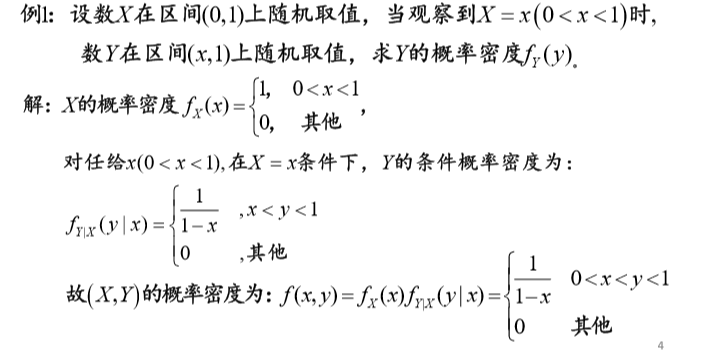 例1: 设数X在区间(0,1)上随机取值，当观察到X=x(0<x<1)时,
数Y在区间(x,1)上随机取值，求Y的概率密度f_Y(y)。
解: X的概率密度 f_X(x)={1, 0<x<1
0, 其他 ,
对任给x(0<x<1),在X=x条件下，Y的条件概率密度为:
f_{Y|X}(y|x)={\frac{1}{1-x} ,x<y<1
0 ,其他
故(X,Y)的概率密度为: f(x,y)=f_X(x)f_{Y|X}(y|x)={\frac{1}{1-x} 0<x<y<1
0 其他
4